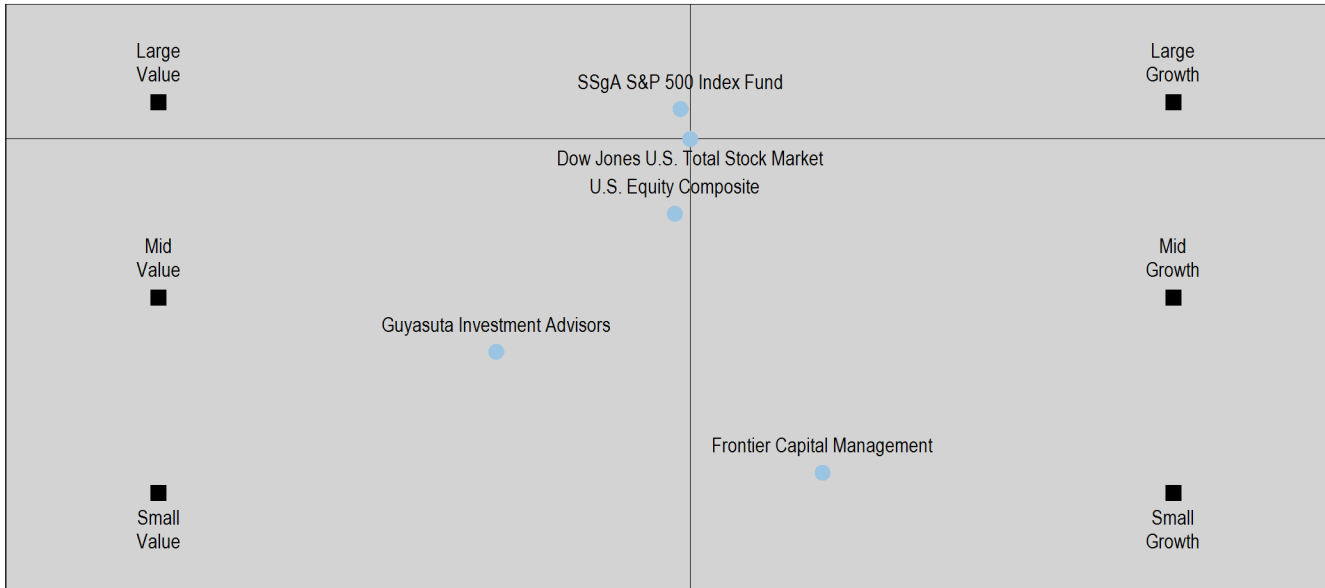 Large
Value
Large
Growth
SSgA S&P 500 Index Fund
Dow Jones U.S. Total Stock Market
U.S. Equity Composite
Mid
Value
Mid
Growth
Guyasuta Investment Advisors
Frontier Capital Management
Small
Value
Small
Growth